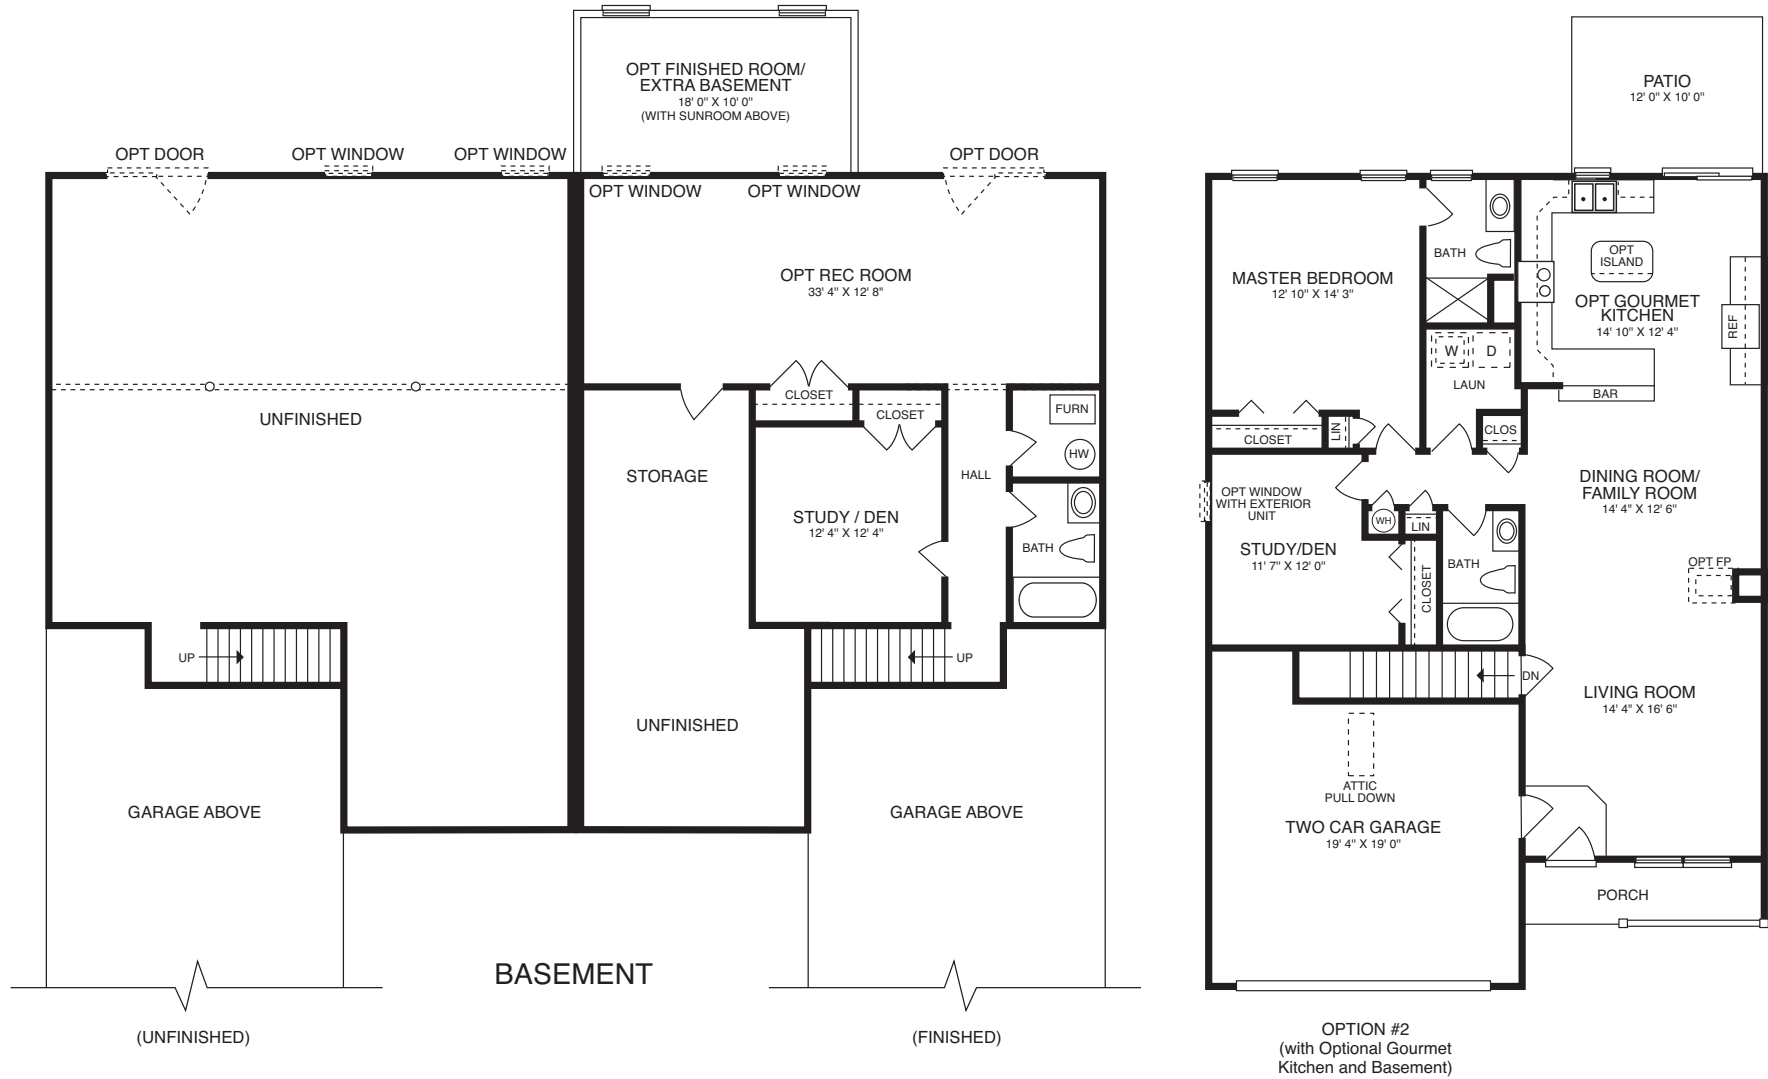 OPT FINISHED ROOM/
EXTRA BASEMENT
18' 0" X 10' 0"
(WITH SUNROOM ABOVE)
OPT DOOR
OPT WINDOW
OPT WINDOW
OPT DOOR
OPT WINDOW
OPT WINDOW
OPT REC ROOM
33' 4" X 12' 8"
UNFINISHED
CLOSET
CLOSET
FURN
HW
STORAGE
HALL
STUDY / DEN
12' 4" X 12' 4"
BATH
UP
UP
UNFINISHED
GARAGE ABOVE
GARAGE ABOVE
BASEMENT
(UNFINISHED)
(FINISHED)
PATIO
12' 0" X 10' 0"
BATH
OPT
ISLAND
MASTER BEDROOM
12' 10" X 14' 3"
OPT GOURMET
KITCHEN
14' 10" X 12' 4"
REF
W
D
LAUN
BAR
CLOSET
LIN
CLOS
DINING ROOM/
FAMILY ROOM
14' 4" X 12' 6"
OPT WINDOW
WITH EXTERIOR
UNIT
WH
LIN
STUDY/DEN
11' 7" X 12' 0"
CLOSET
BATH
OPT FP
DN
LIVING ROOM
14' 4" X 16' 6"
ATTIC
PULL DOWN
TWO CAR GARAGE
19' 4" X 19' 0"
PORCH
OPTION #2
(with Optional Gourmet
Kitchen and Basement)